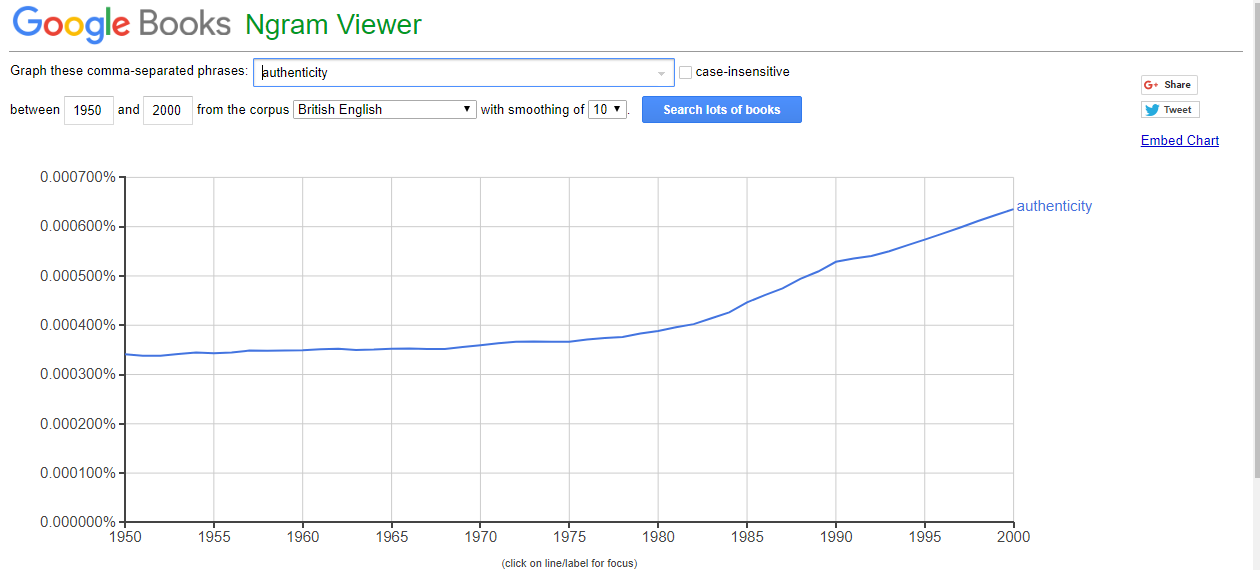 Google Books Ngram Viewer
Graph these comma-separated phrases: authenticity case-insensitive
between 1950 and 2000 from the corpus British English with smoothing of 10 . Search lots of books
G+ Share
Tweet
Embed Chart
0.000700%
0.000600%
0.000500%
0.000400%
0.000300%
0.000200%
0.000100%
0.000000%
authenticity
1950 1955 1960 1965 1970 1975 1980 1985 1990 1995 2000
(click on line/label for focus)